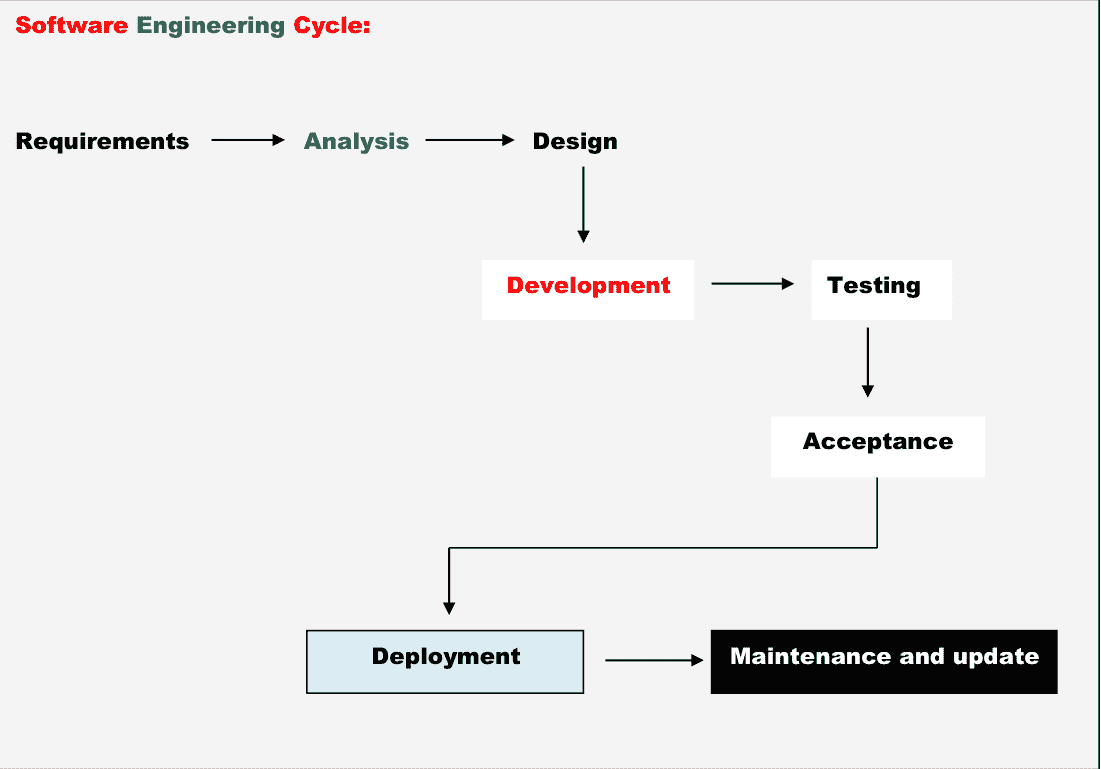 Software Engineering Cycle:
Requirements
Analysis
Design
Development
Testing
Acceptance
Deployment
Maintenance and update